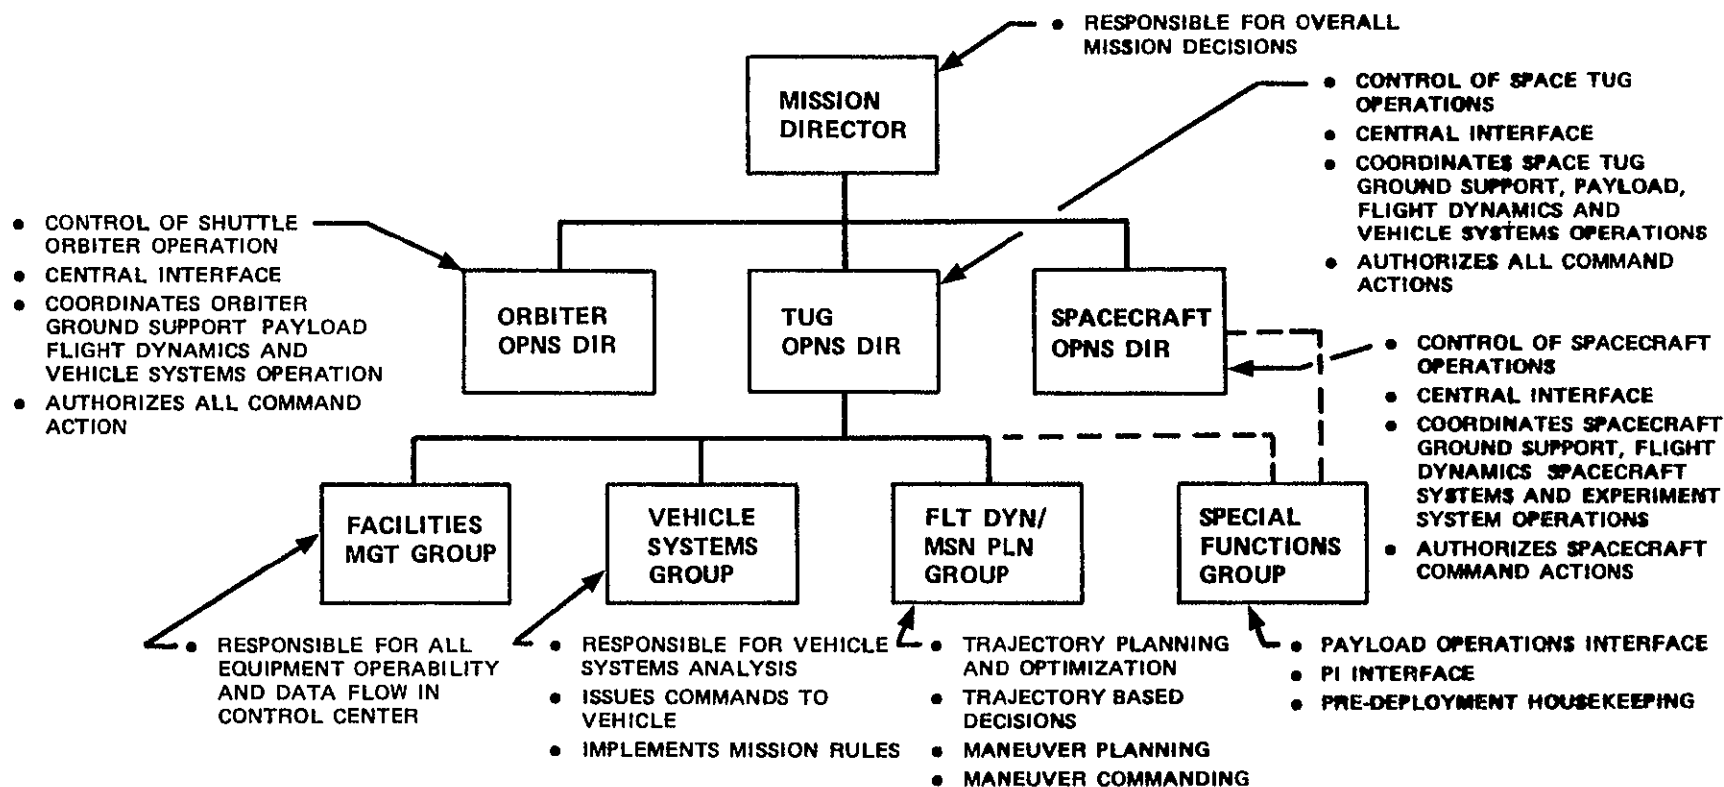 • RESPONSIBLE FOR OVERALL
MISSION DECISIONS
MISSION
DIRECTOR
• CONTROL OF SPACE TUG
OPERATIONS
• CENTRAL INTERFACE
• COORDINATES SPACE TUG
GROUND SUPPORT, PAYLOAD,
FLIGHT DYNAMICS AND
VEHICLE SYSTEMS OPERATIONS
• AUTHORIZES ALL COMMAND
ACTIONS
• CONTROL OF SHUTTLE
ORBITER OPERATION
• CENTRAL INTERFACE
• COORDINATES ORBITER
GROUND SUPPORT PAYLOAD
FLIGHT DYNAMICS AND
VEHICLE SYSTEMS OPERATION
• AUTHORIZES ALL COMMAND
ACTION
ORBITER
OPNS DIR
TUG
OPNS DIR
SPACECRAFT
OPNS DIR
• CONTROL OF SPACECRAFT
OPERATIONS
• CENTRAL INTERFACE
• COORDINATES SPACECRAFT
GROUND SUPPORT, FLIGHT
DYNAMICS SPACECRAFT
SYSTEMS AND EXPERIMENT
SYSTEM OPERATIONS
• AUTHORIZES SPACECRAFT
COMMAND ACTIONS
FACILITIES
MGT GROUP
VEHICLE
SYSTEMS
GROUP
FLT DYN/
MSN PLN
GROUP
SPECIAL
FUNCTIONS
GROUP
• RESPONSIBLE FOR ALL
EQUIPMENT OPERABILITY
AND DATA FLOW IN
CONTROL CENTER
• RESPONSIBLE FOR VEHICLE
SYSTEMS ANALYSIS
• ISSUES COMMANDS TO
VEHICLE
• IMPLEMENTS MISSION RULES
• TRAJECTORY PLANNING
AND OPTIMIZATION
• TRAJECTORY BASED
DECISIONS
• MANEUVER PLANNING
• MANEUVER COMMANDING
• PAYLOAD OPERATIONS INTERFACE
• PI INTERFACE
• PRE-DEPLOYMENT HOUSEKEEPING